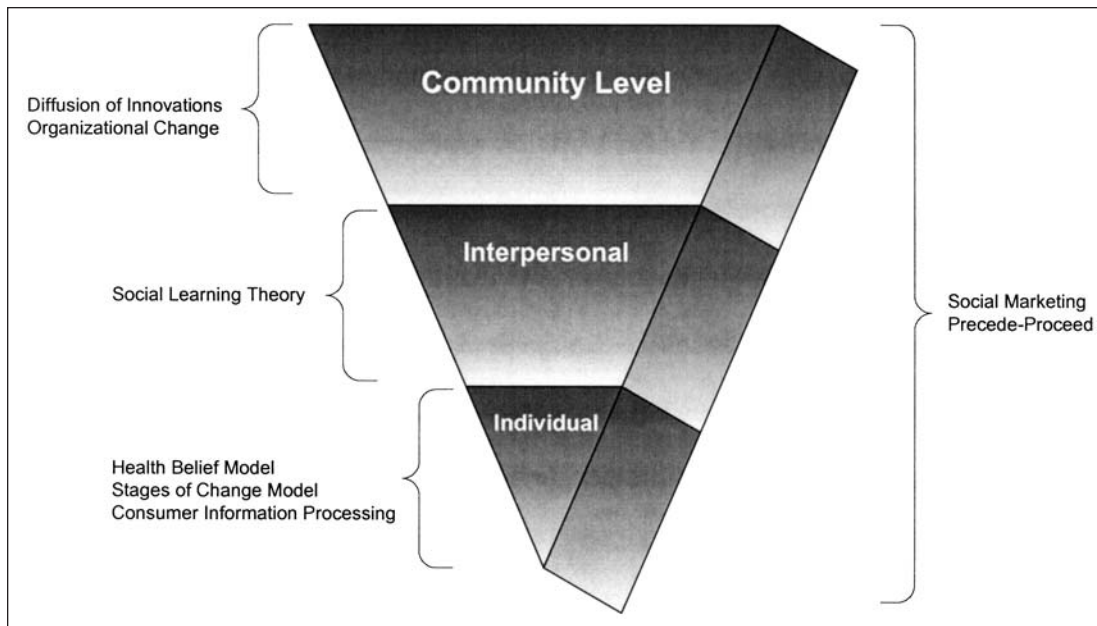 Community Level
Diffusion of Innovations
Organizational Change
Interpersonal
Social Learning Theory
Social Marketing
Precede-Proceed
Individual
Health Belief Model
Stages of Change Model
Consumer Information Processing